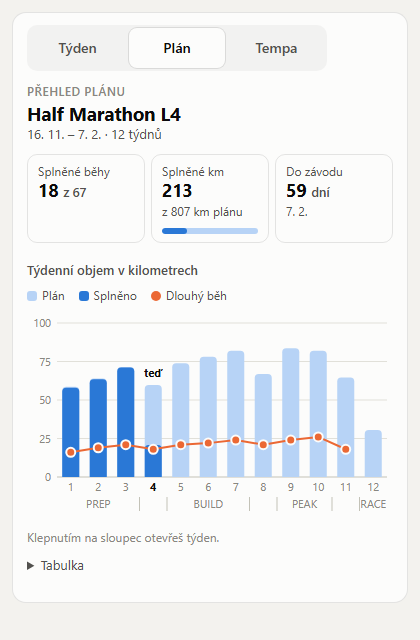 Týden Plán Tempa
PŘEHLED PLÁNU
Half Marathon L4
16. 11. – 7. 2. · 12 týdnů
Splněné běhy
18 z 67
Splněné km
213
z 807 km plánu
Do závodu
59 dní
7. 2.
Týdenní objem v kilometrech
Plán Splněno Dlouhý běh
100
75
50
25
0
teď
1 2 3 4 5 6 7 8 9 10 11 12
PREP BUILD PEAK RACE
Klepnutím na sloupec otevřeš týden.
Tabulka